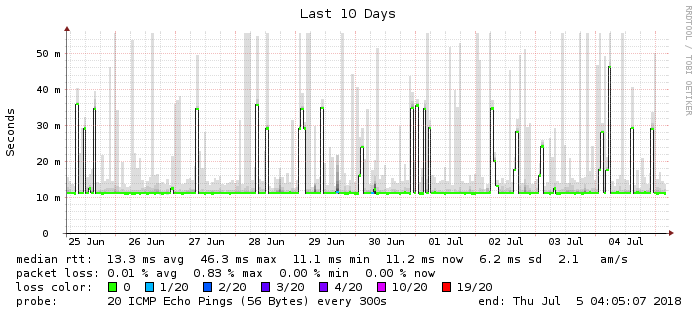 Last 10 Days
RRDTOOL / TOBI OETIKER
Seconds
50 m
40 m
30 m
20 m
10 m
0
25 Jun 26 Jun 27 Jun 28 Jun 29 Jun 30 Jun 01 Jul 02 Jul 03 Jul 04 Jul
median rtt: 13.3 ms avg 46.3 ms max 11.1 ms min 11.2 ms now 6.2 ms sd 2.1 am/s
packet loss: 0.01 % avg 0.83 % max 0.00 % min 0.00 % now
loss color: 0 1/20 2/20 3/20 4/20 10/20 19/20
probe: 20 ICMP Echo Pings (56 Bytes) every 300s end: Thu Jul 5 04:05:07 2018